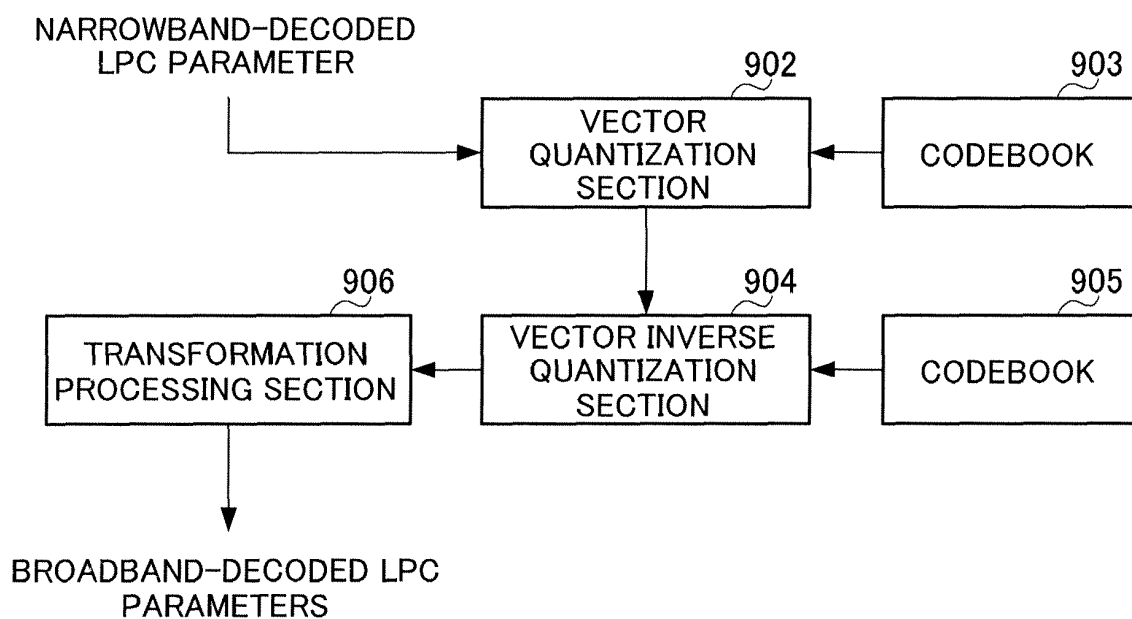 NARROWBAND-DECODED
LPC PARAMETER
902
903
VECTOR
QUANTIZATION
SECTION
CODEBOOK
906
904
905
TRANSFORMATION
PROCESSING SECTION
VECTOR INVERSE
QUANTIZATION
SECTION
CODEBOOK
BROADBAND-DECODED LPC
PARAMETERS